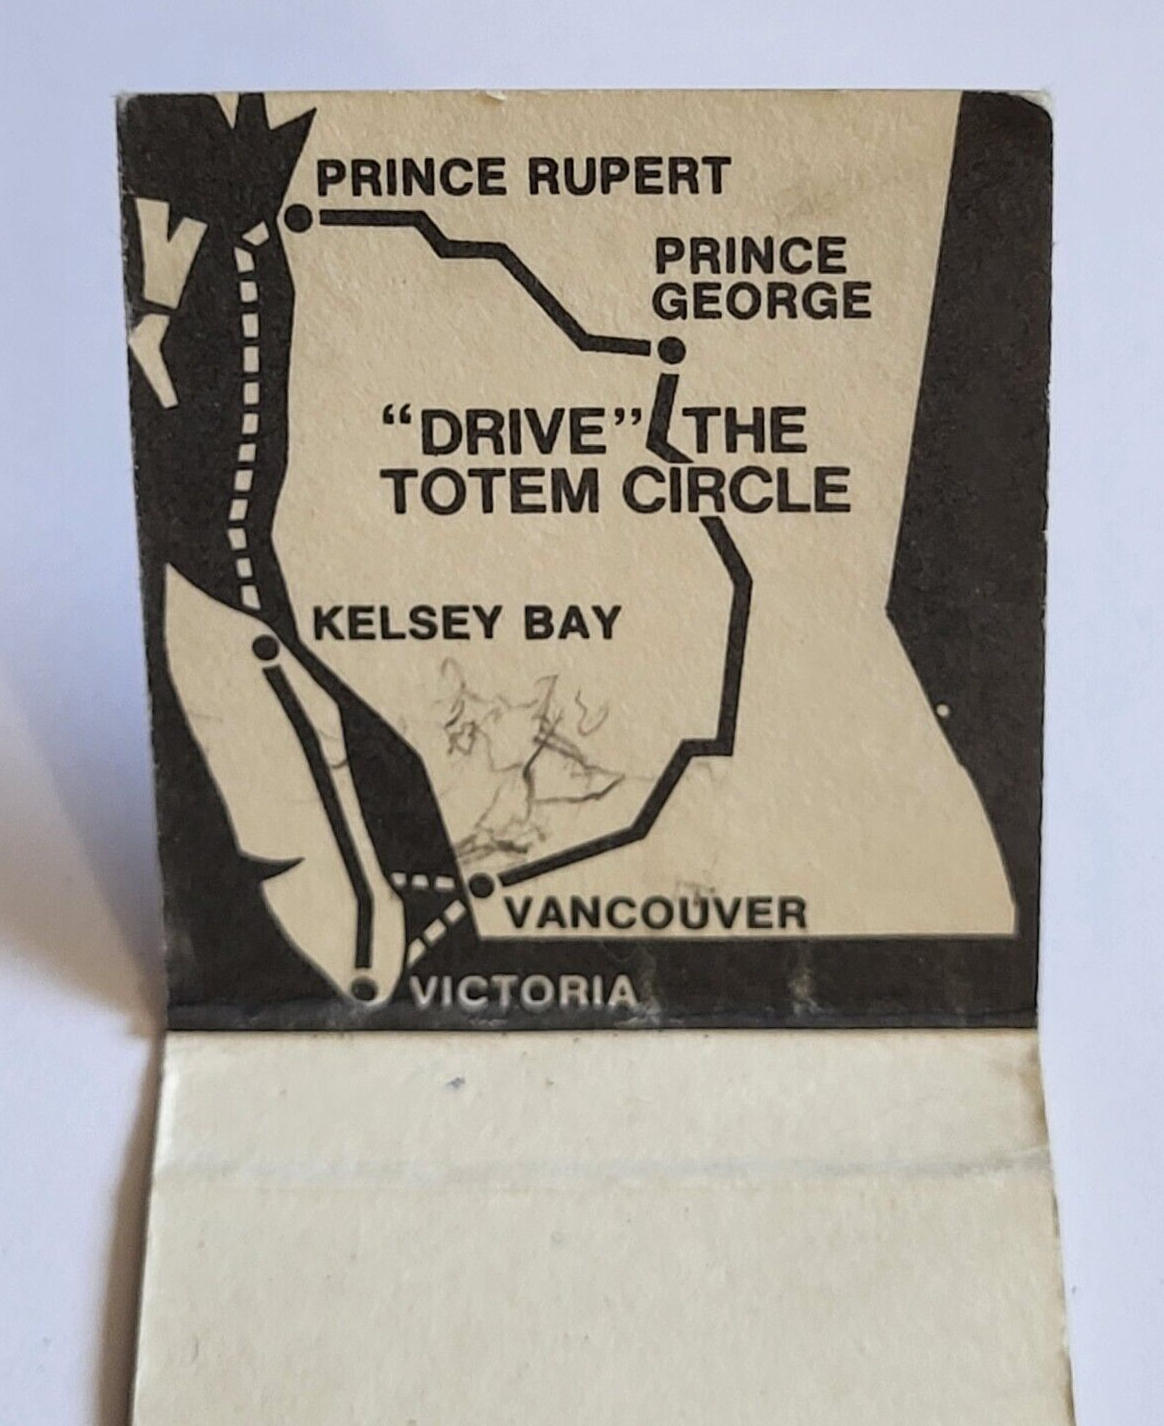 PRINCE RUPERT
PRINCE
GEORGE
“DRIVE” THE
TOTEM CIRCLE
KELSEY BAY
VANCOUVER
VICTORIA